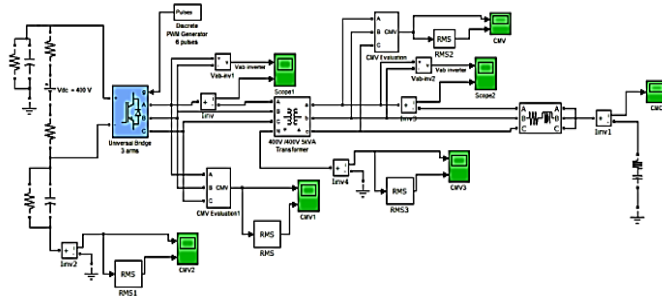 Pulses
Discrete
PWM Generator
6 pulses
Vdc = 400 V
g
A
B
C
Universal Bridge
3 arms
Vab-inv1
Vab inverter
Scope1
Imv
A
B
C
400V /400V 5kVA
Transformer
A
B
C
CMV
CMV Evaluation1
RMS
RMS
CMV1
Imv2
RMS
RMS1
CMV2
Imv4
RMS
RMS3
CMV3
A
B
C
CMV
CMV Evaluation
RMS
RMS2
CMV
Vab-inv2
Vab inverter
Scope2
Imv3
A
B
C
Imv1